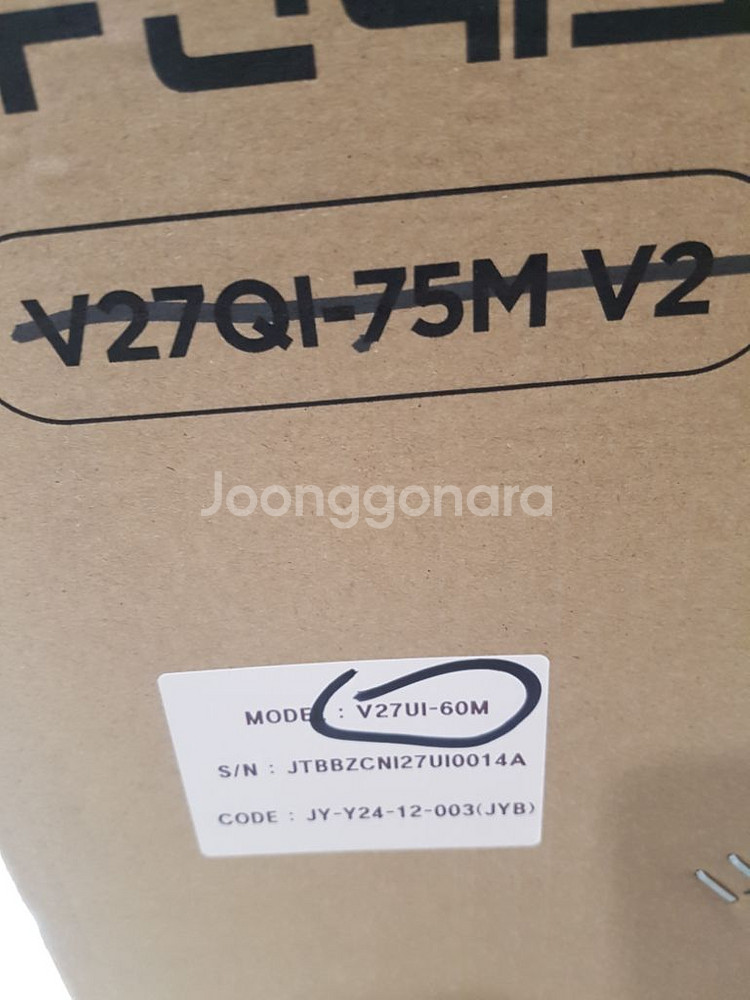 V27QI-75M V2
Joonggonara
MODEL : V27UI-60M
S/N : JTBBZCNI27UI0014A
CODE : JY-Y24-12-003(JYB)